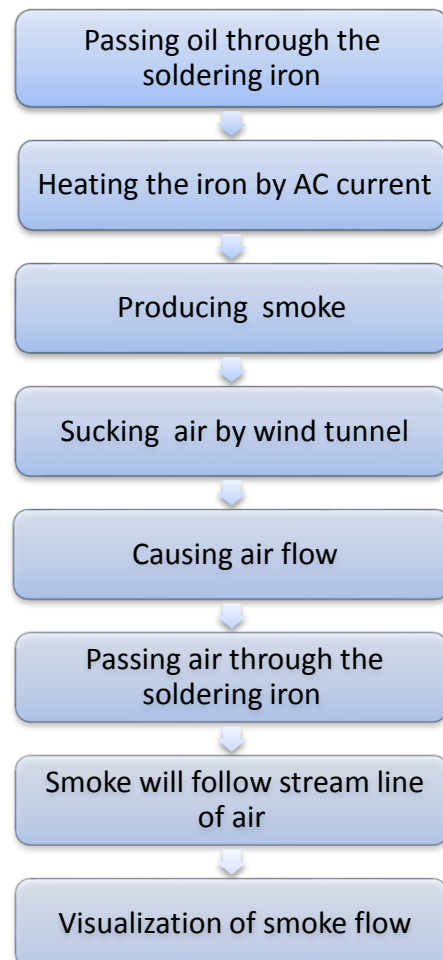 Passing oil through the
soldering iron
Heating the iron by AC current
Producing smoke
Sucking air by wind tunnel
Causing air flow
Passing air through the
soldering iron
Smoke will follow stream line
of air
Visualization of smoke flow